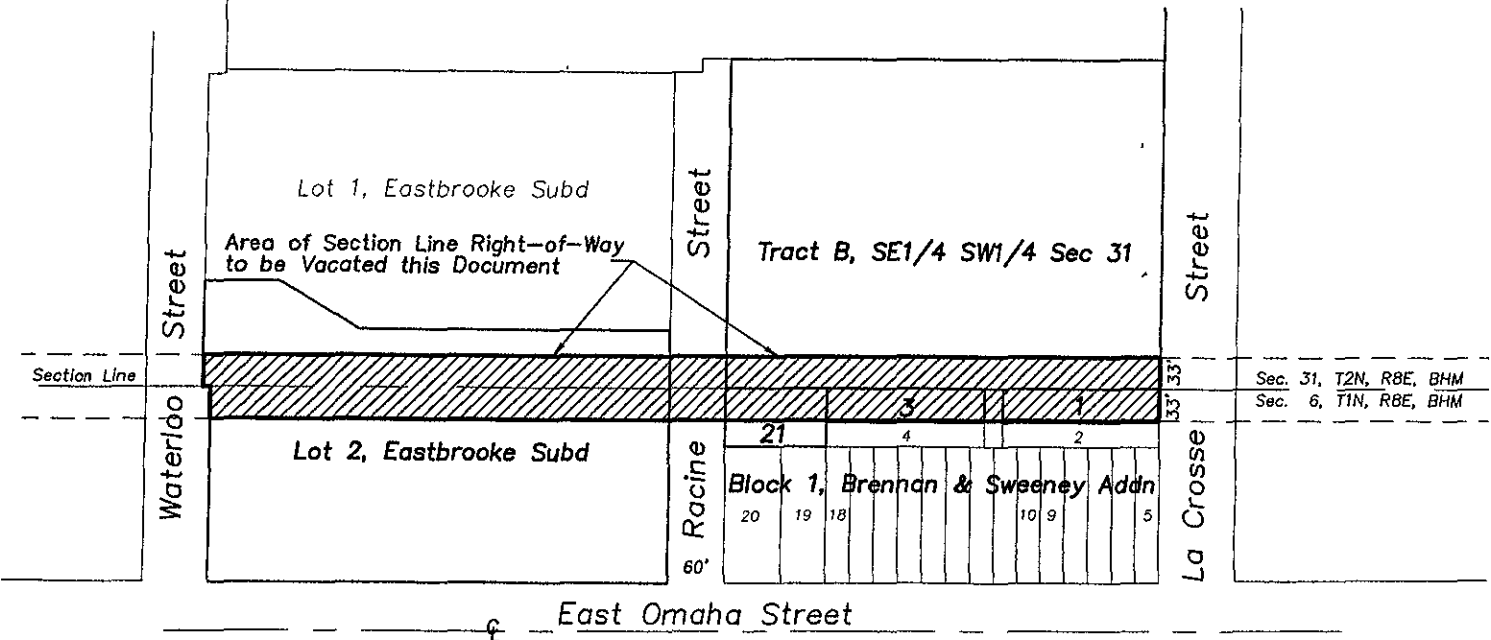 Lot 1, Eastbrooke Subd
Area of Section Line Right-of-Way
to be Vacated this Document
Street
Street
Tract B, SE1/4 SW1/4 Sec 31
Street
Section Line
33'
33'
Sec. 31, T2N, R8E, BHM
Sec. 6, T1N, R8E, BHM
3
1
21
4
2
Waterloo
Lot 2, Eastbrooke Subd
Racine
60'
Block 1, Brennan & Sweeney Addn
20
19
18
10
9
5
La Crosse
East Omaha Street